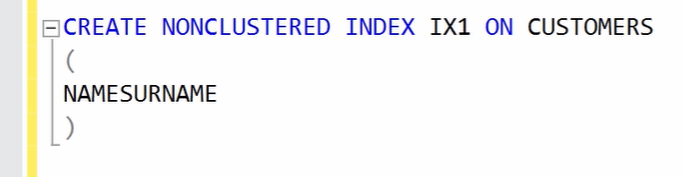 CREATE NONCLUSTERED INDEX IX1 ON CUSTOMERS
(
NAMESURNAME
)